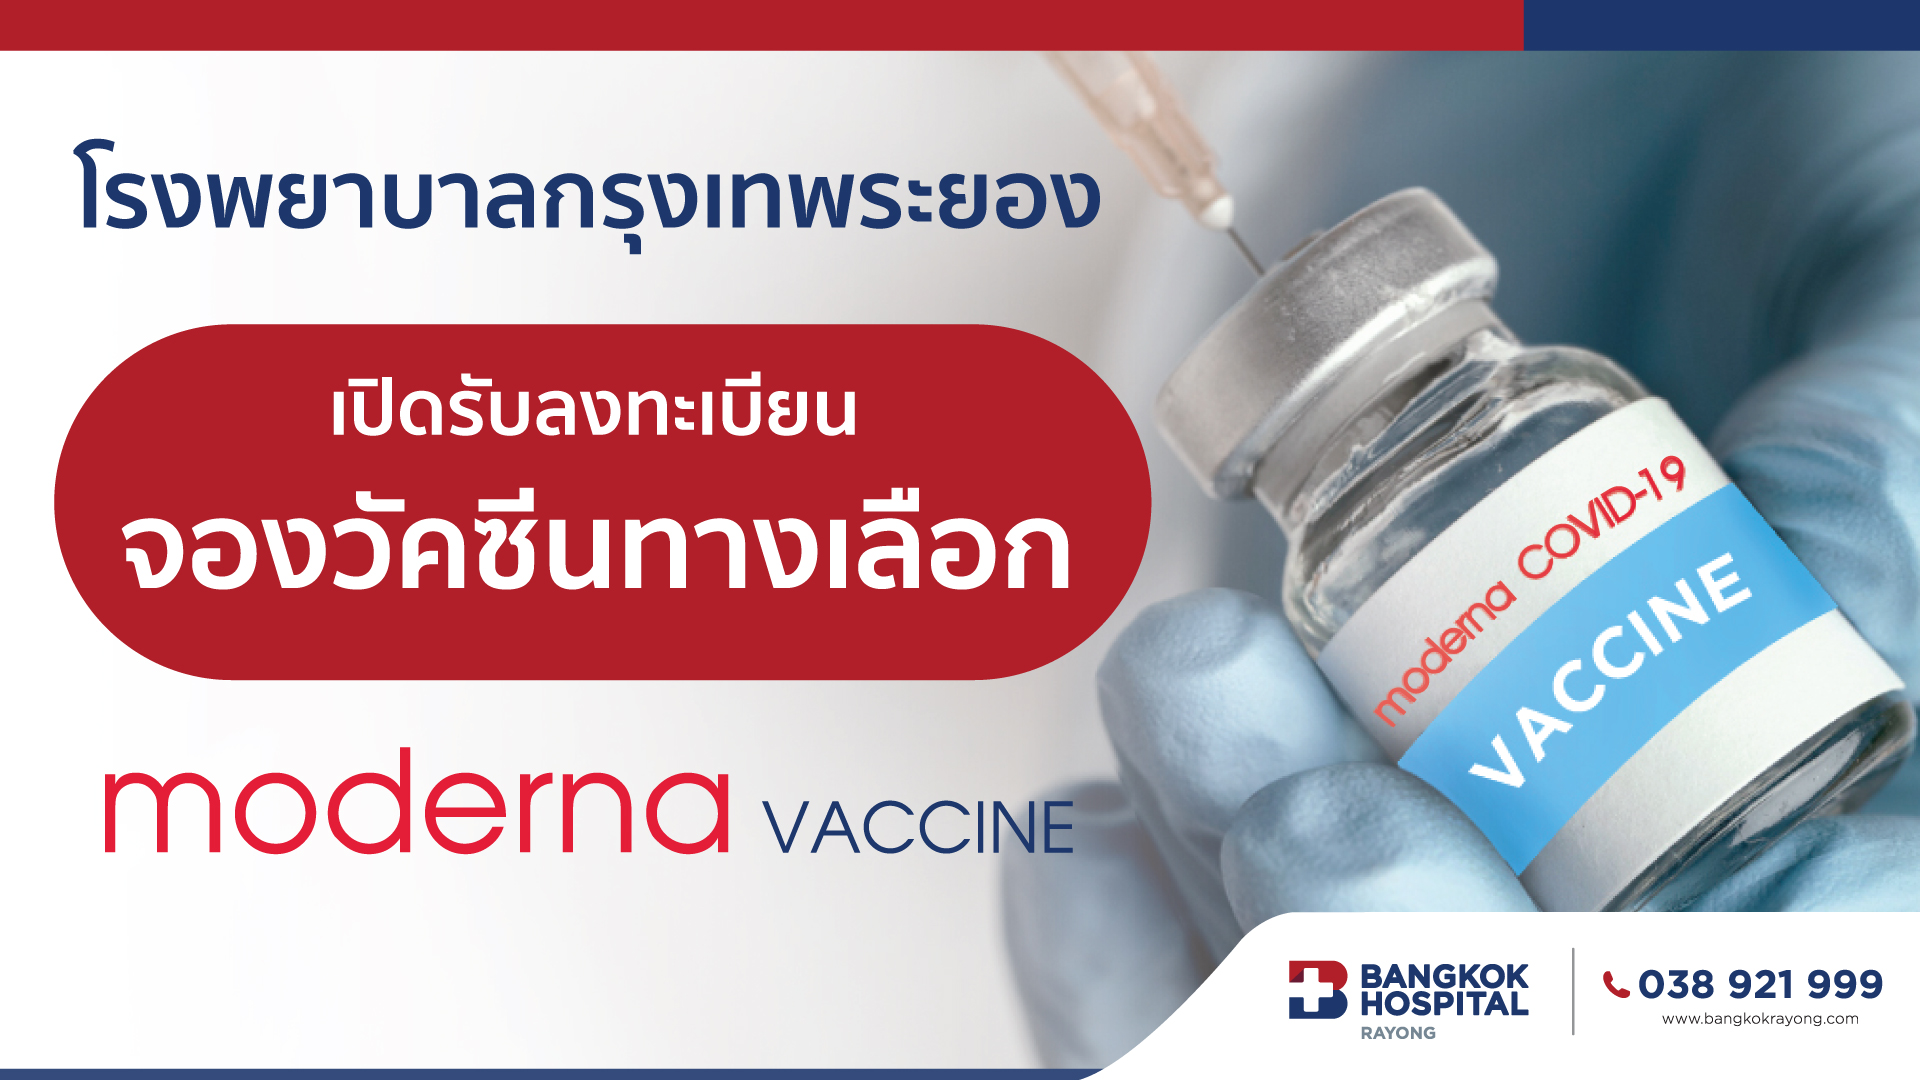 โรงพยาบาลกรุงเทพระยอง
เปิดรับลงทะเบียน
จองวัคซีนทางเลือก
moderna VACCINE
moderna COVID-19
VACCINE
BANGKOK
HOSPITAL
RAYONG
038 921 999
www.bangkokrayong.com